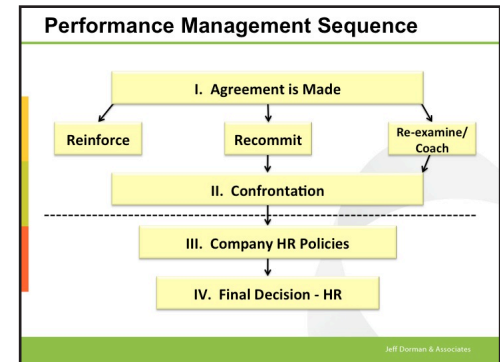 Performance Management Sequence
I. Agreement is Made
Reinforce
Recommit
Re-examine/
Coach
II. Confrontation
III. Company HR Policies
IV. Final Decision - HR
Jeff Dorman & Associates